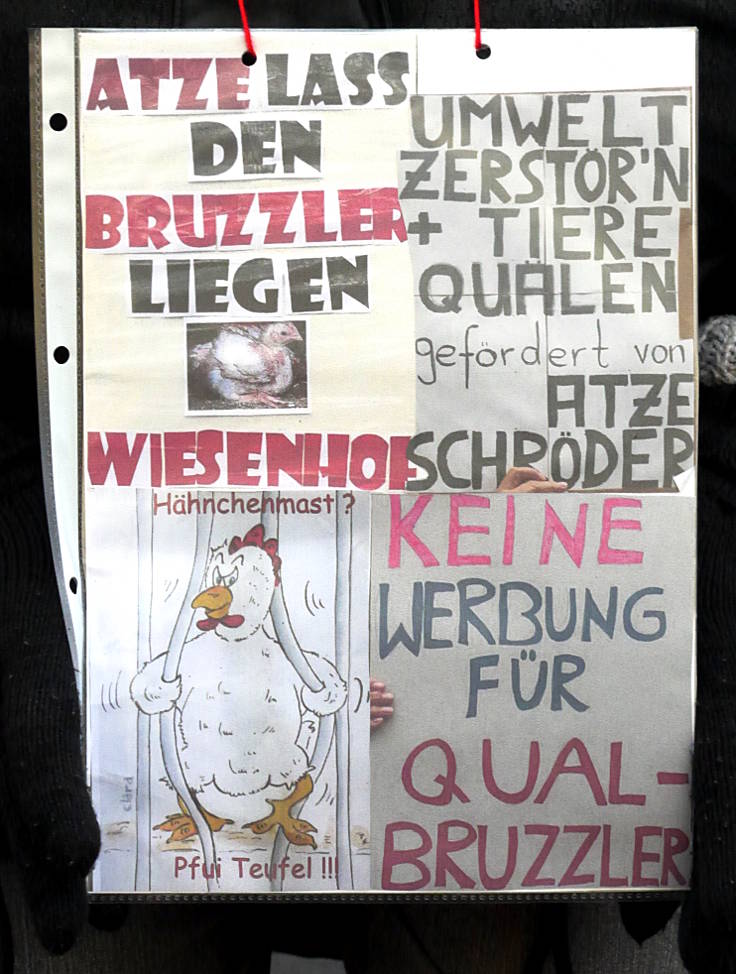 ATZE LASS
DEN
BRUZZLER
LIEGEN
WIESENHOF
UMWELT
ZERSTÖR'N
+ TIERE
QUÄLEN
gefördert von
ATZE
SCHRÖDER
Hähnchenmast ?
Pfui Teufel !!!
KEINE
WERBUNG
FÜR
QUAL-
BRUZZLER